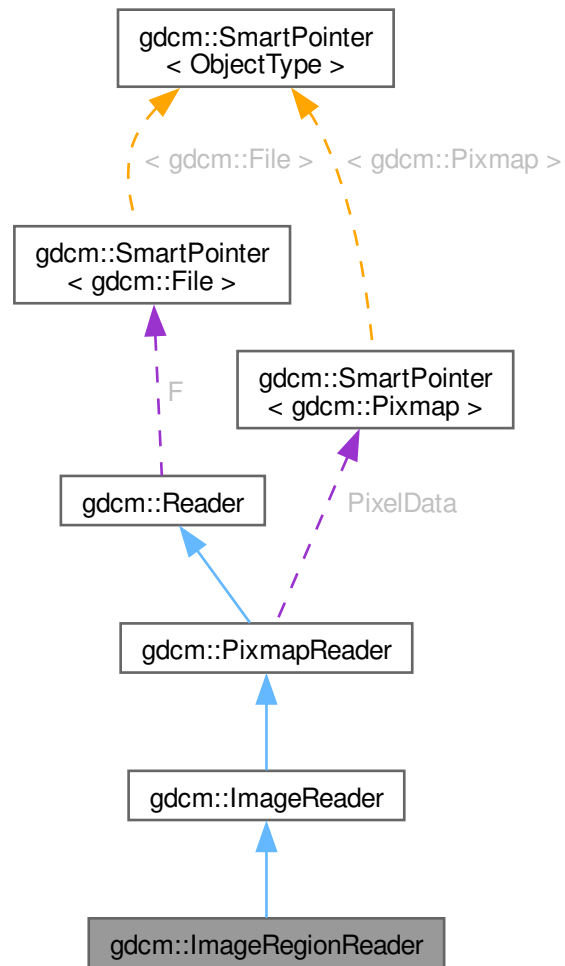 gdcm::SmartPointer
< ObjectType >
< gdcm::File >
< gdcm::Pixmap >
gdcm::SmartPointer
< gdcm::File >
gdcm::SmartPointer
< gdcm::Pixmap >
F
gdcm::Reader
PixelData
gdcm::PixmapReader
gdcm::ImageReader
gdcm::ImageRegionReader